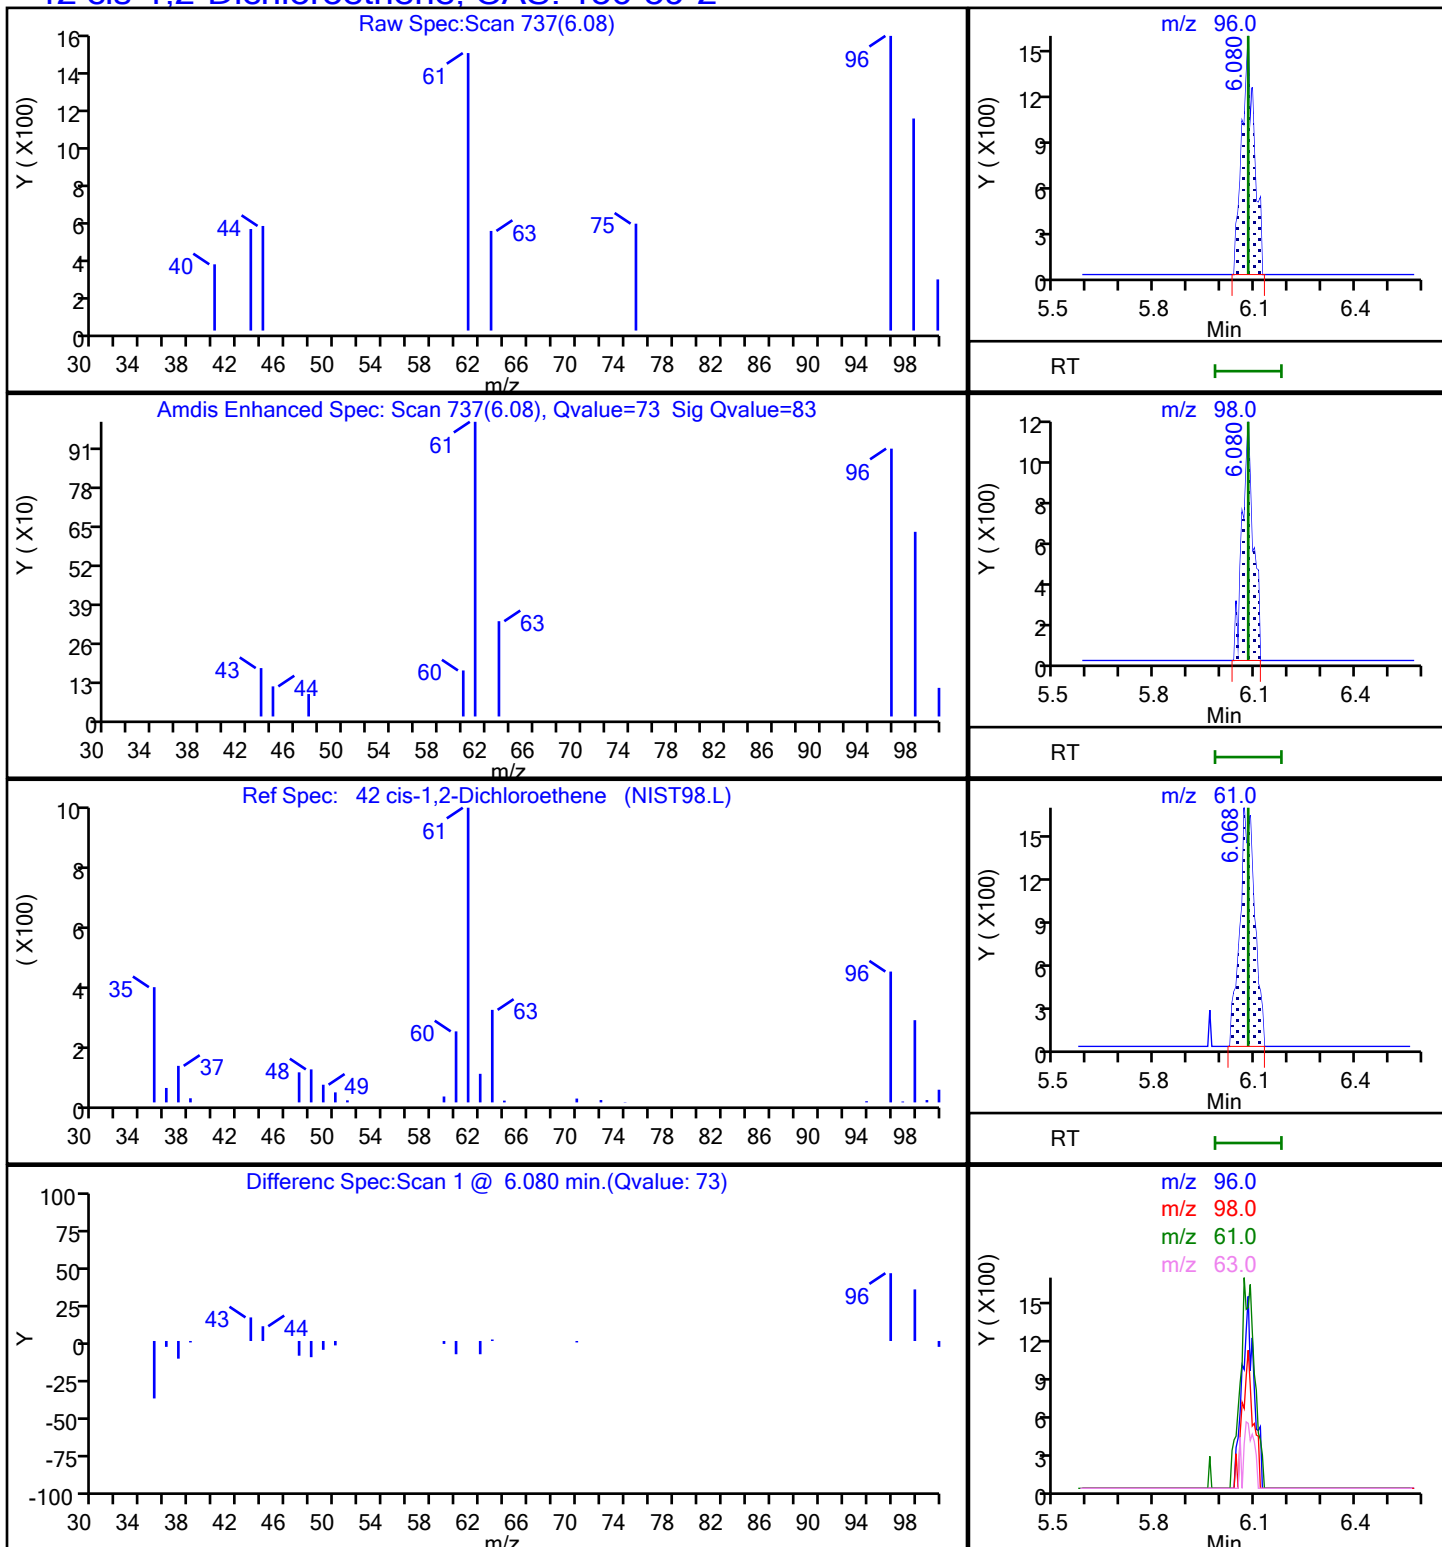 42 cis-1,2-Dichloroethene, CAS: 156-59-2
Raw Spec:Scan 737(6.08)
Y ( X100)
16
14
12
10
8
6
4
2
0
40
44
61
63
75
96
30 34 38 42 46 50 54 58 62 66 70 74 78 82 86 90 94 98
m/z
m/z 96.0
Y ( X100)
15
12
9
6
3
0
6.080
5.5 5.8 6.1 6.4
Min
RT
Amdis Enhanced Spec: Scan 737(6.08), Qvalue=73 Sig Qvalue=83
Y ( X10)
91
78
65
52
39
26
13
0
43
44
60
61
63
96
30 34 38 42 46 50 54 58 62 66 70 74 78 82 86 90 94 98
m/z
m/z 98.0
Y ( X100)
12
10
8
6
4
2
0
6.080
5.5 5.8 6.1 6.4
Min
RT
Ref Spec: 42 cis-1,2-Dichloroethene (NIST98.L)
( X100)
10
8
6
4
2
0
35
37
48
49
60
61
63
96
30 34 38 42 46 50 54 58 62 66 70 74 78 82 86 90 94 98
m/z 61.0
Y ( X100)
15
12
9
6
3
0
6.068
5.5 5.8 6.1 6.4
Min
RT
Differenc Spec:Scan 1 @ 6.080 min.(Qvalue: 73)
Y
100
75
50
25
0
-25
-50
-75
-100
43
44
96
30 34 38 42 46 50 54 58 62 66 70 74 78 82 86 90 94 98
m/z
m/z 96.0
m/z 98.0
m/z 61.0
m/z 63.0
Y ( X100)
15
12
9
6
3
0
5.5 5.8 6.1 6.4
Min